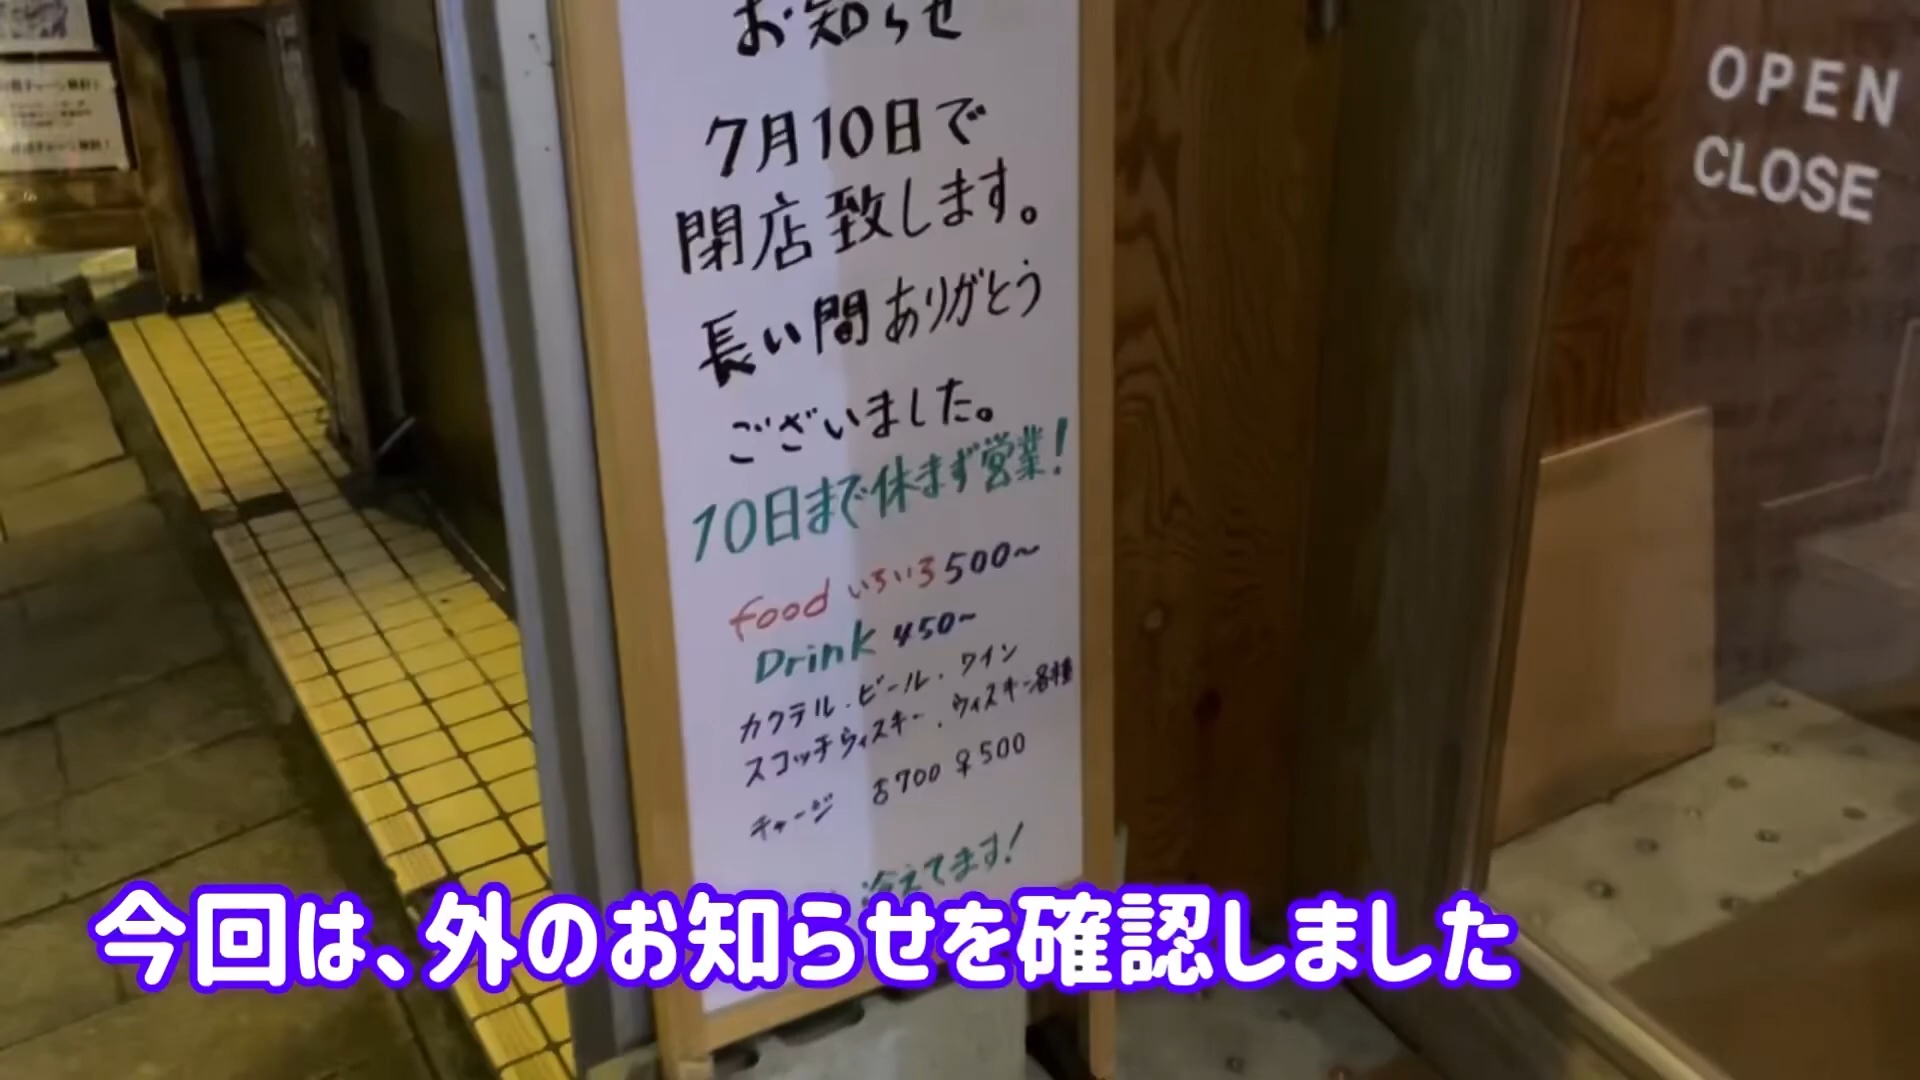 お知らせ
7月10日で
閉店致します。
長い間ありがとう
ございました。
10日まで休まず営業!
food いろいろ500～
Drink 450～
カクテル・ビール・ワイン
スコッチウィスキー・ウィスキー各種
チャージ ♂700 ♀500
冷えてます!
OPEN
CLOSE
今回は、外のお知らせを確認しました